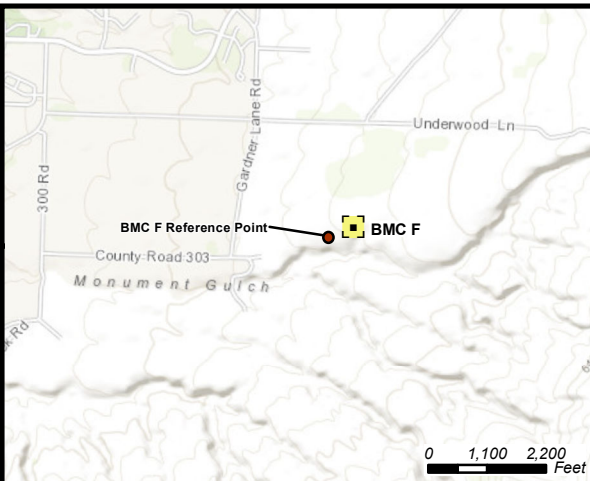 Gardner Lane Rd
Underwood Ln
300 Rd
BMC F Reference Point
BMC F
County Road 303
Monument Gulch
Rd
0 1,100 2,200
Feet